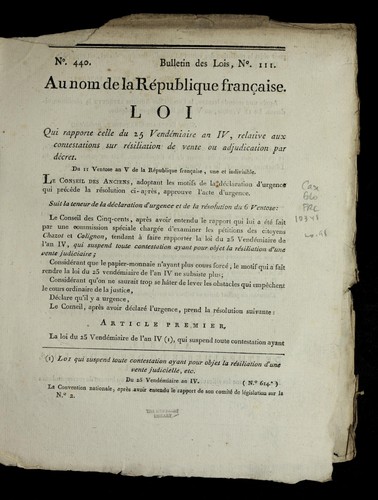 N°. 440.
Bulletin des Lois, N°. 111.
Au nom de la République française.
LOI
Qui rapporte celle du 25 Vendémiaire an IV, relative aux
contestations sur résiliation de vente ou adjudication par
décret.
Du 11 Ventose an V de la République française, une et indivisible.
Le Conseil des Anciens, adoptant les motifs de la déclaration d'urgence
qui précède la résolution ci-après, approuve l'acte d'urgence.
Suit la teneur de la déclaration d'urgence et de la résolution du 6 Ventose:
Le Conseil des Cinq-cents, après avoir entendu le rapport qui lui a été fait
par une commission spéciale chargée d'examiner les pétitions des citoyens
Chazot et Colignon, tendant à faire rapporter la loi du 25 Vendémiaire de
l'an IV, qui suspend toute contestation ayant pour objet la résiliation d'une
vente judiciaire;
Considérant que le papier-monnaie n'ayant plus cours forcé, le motif qui a fait
rendre la loi du 25 vendémiaire de l'an IV ne subsiste plus;
Considérant qu'on ne saurait trop se hâter de lever les obstacles qui empêchent
le cours ordinaire de la justice,
Déclare qu'il y a urgence,
Le Conseil, après avoir déclaré l'urgence, prend la résolution suivante:
Article premier,
La loi du 25 Vendémiaire de l'an IV (1), qui suspend toute contestation ayant
(1) Loi qui suspend toute contestation ayant pour objet la résiliation d'une
vente judicielle, etc.
Du 25 Vendémiaire an IV. (N.° 614.°)
La Convention nationale, après avoir entendu le rapport de son comité de législation sur la
N.° 2.
Case
FRC